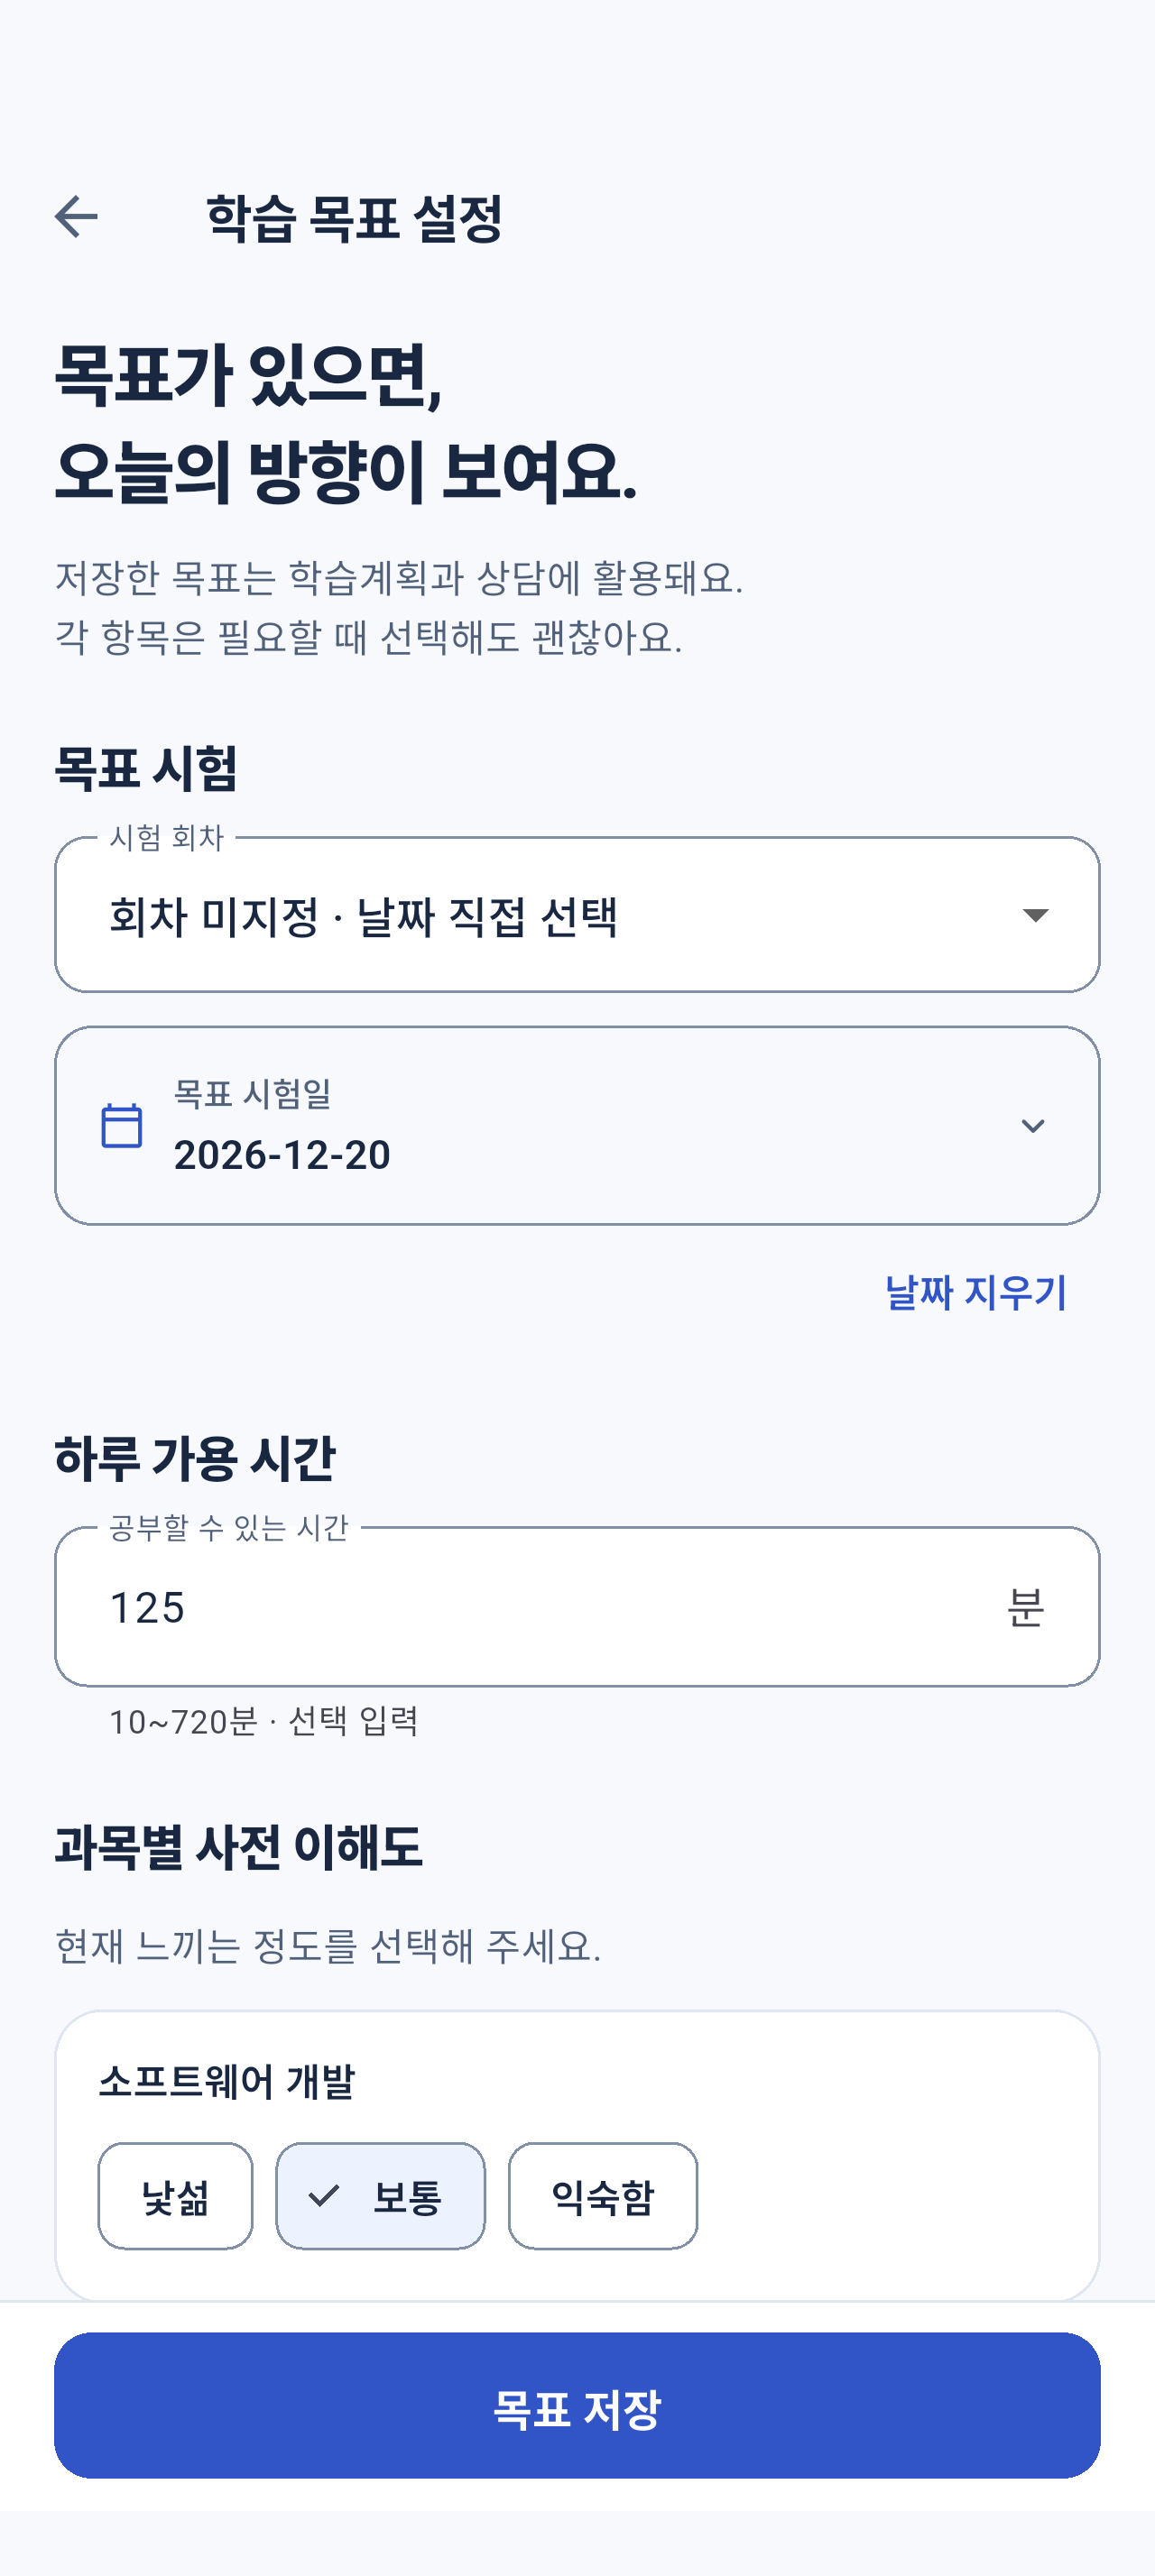 학습 목표 설정
목표가 있으면,
오늘의 방향이 보여요.
저장한 목표는 학습계획과 상담에 활용돼요.
각 항목은 필요할 때 선택해도 괜찮아요.
목표 시험
시험 회차
회차 미지정 · 날짜 직접 선택
목표 시험일
2026-12-20
날짜 지우기
하루 가용 시간
공부할 수 있는 시간
125 분
10~720분 · 선택 입력
과목별 사전 이해도
현재 느끼는 정도를 선택해 주세요.
소프트웨어 개발
낯섦 보통 익숙함
목표 저장